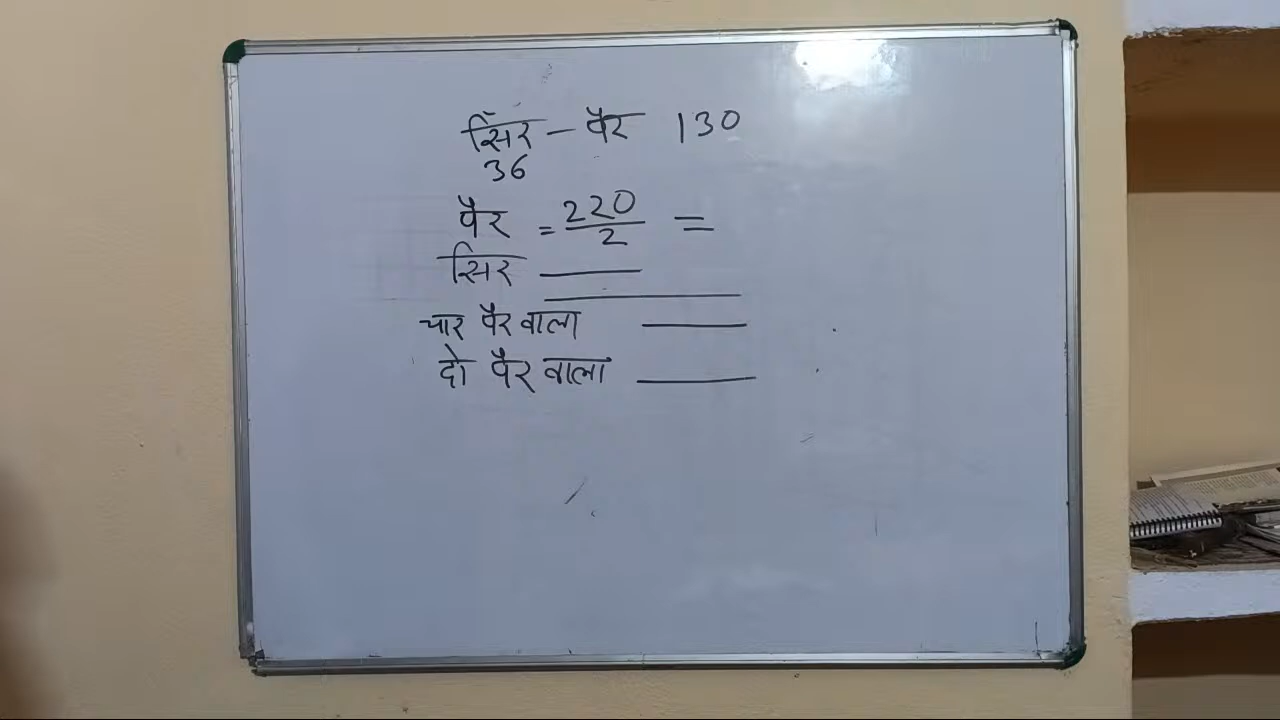 सिर - पैर 130
36
पैर = 220/2 =
सिर
चार पैर वाला
दो पैर वाला